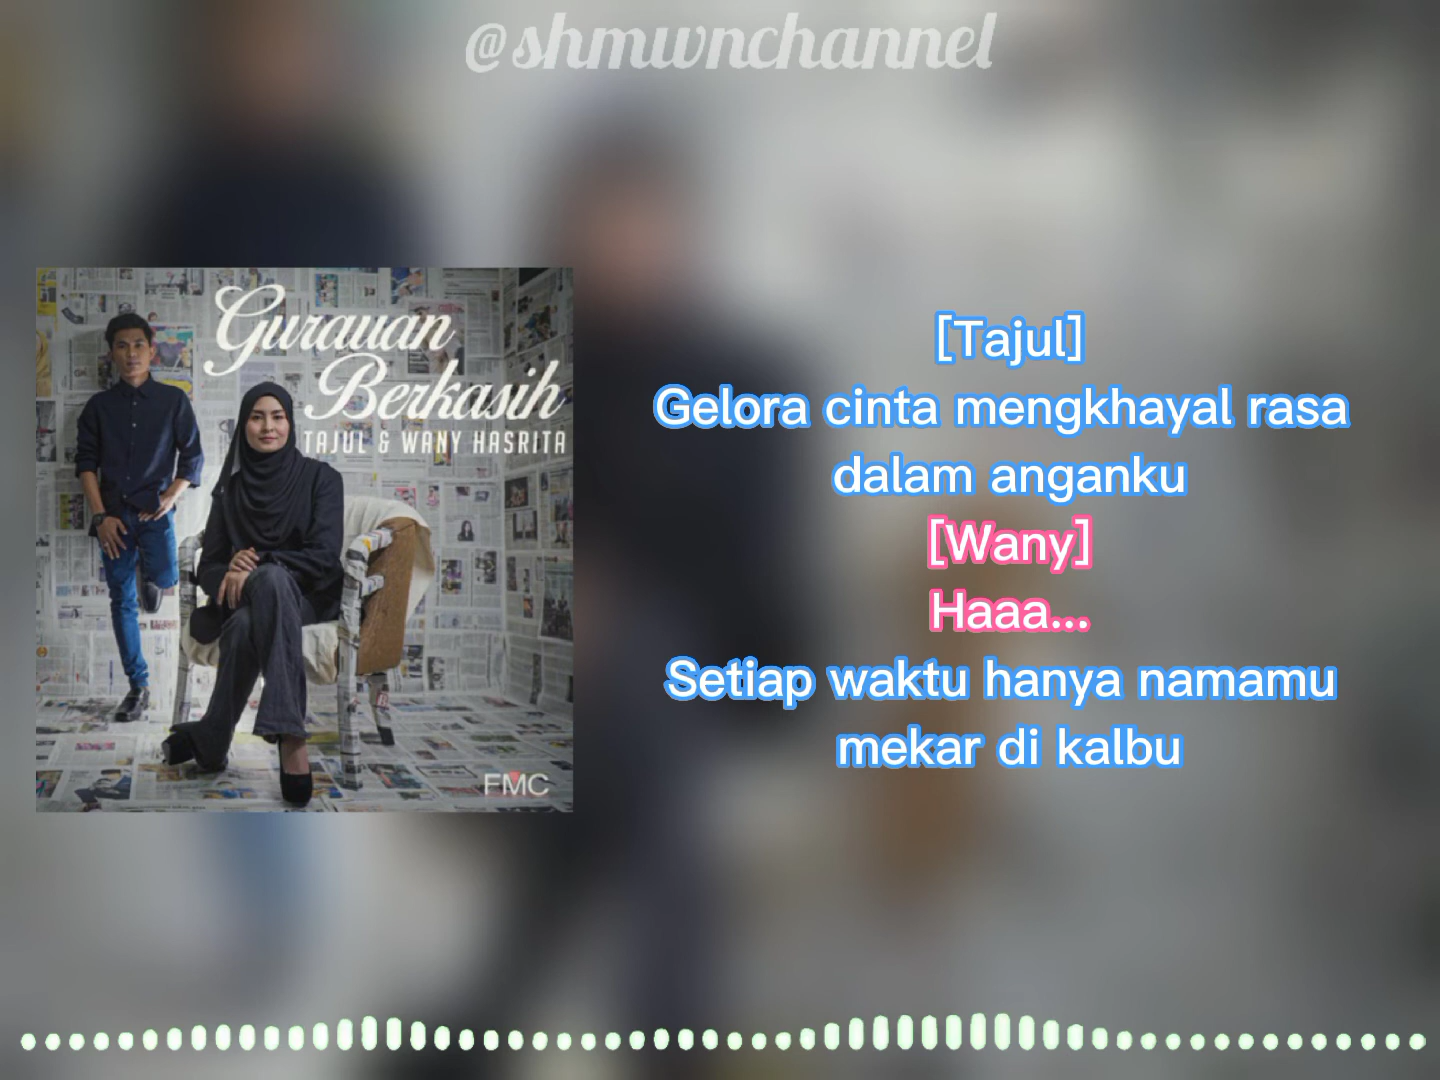 @shmwnchannel
Gurauan
Berkasih
TAJUL & WANY HASRITA
FMC
[Tajul]
Gelora cinta mengkhayal rasa
dalam anganku
[Wany]
Haaa...
Setiap waktu hanya namamu
mekar di kalbu